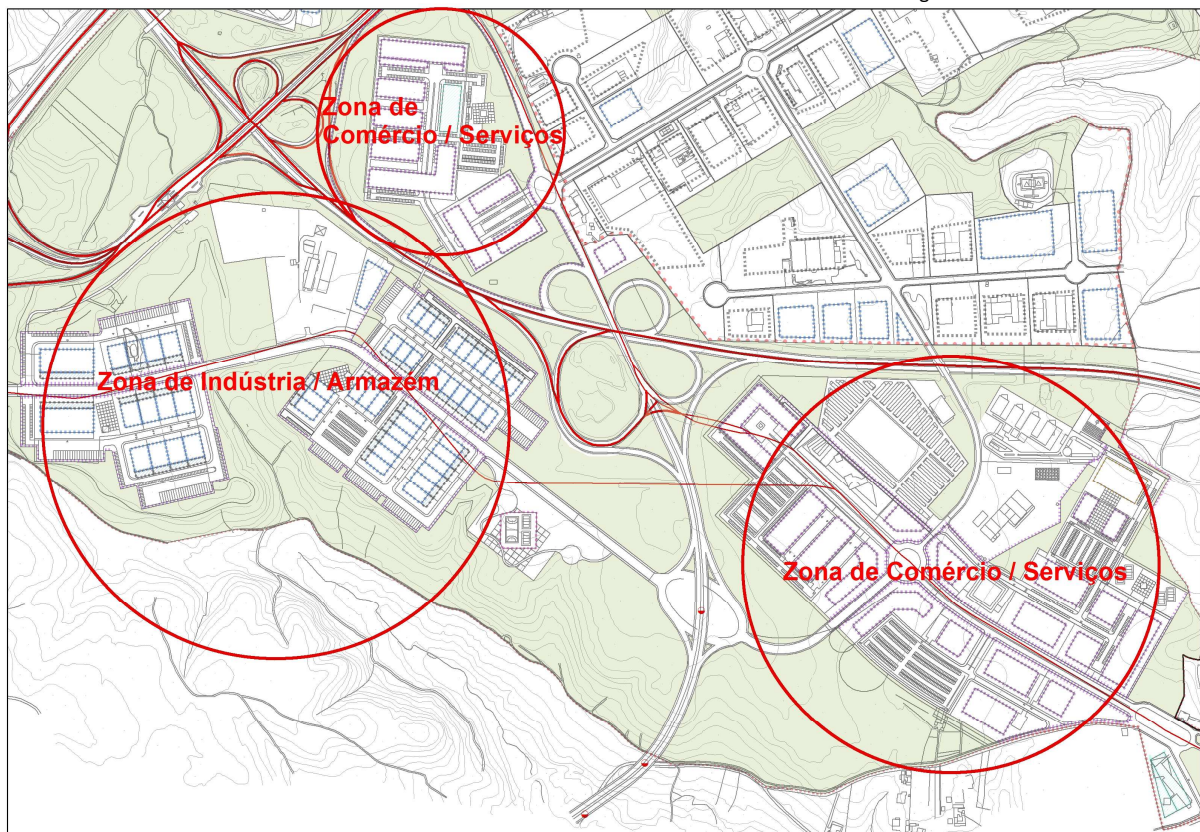 Zona de
Comércio / Serviços
Zona de Indústria / Armazém
Zona de Comércio / Serviços